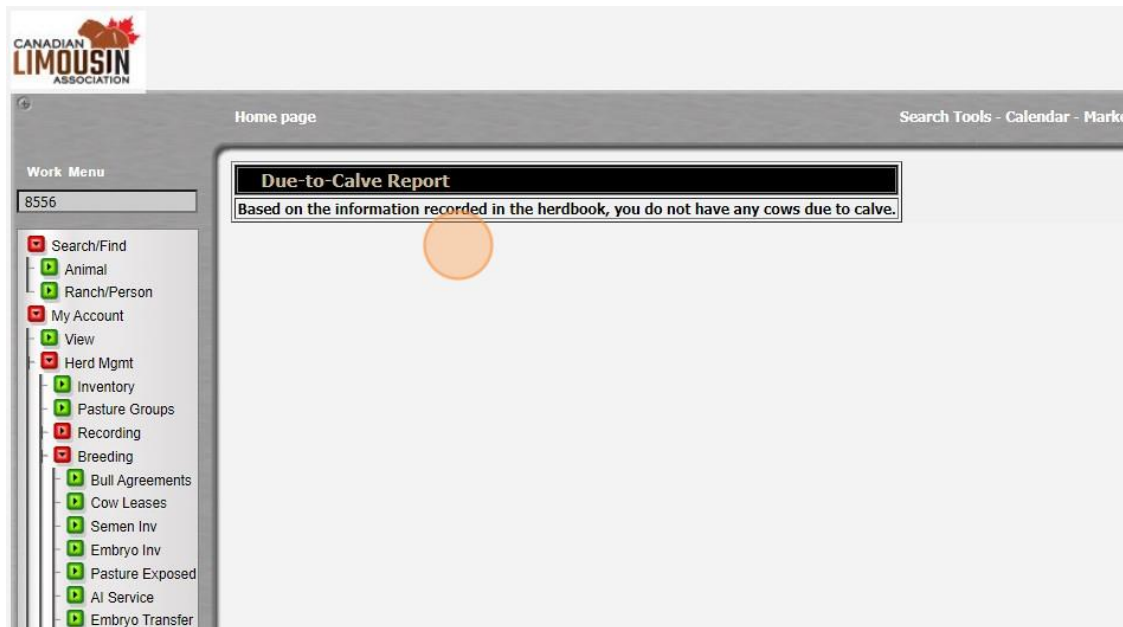 CANADIAN
LIMOUSIN
ASSOCIATION
Home page
Search Tools - Calendar -
Work Menu
8556
Due-to-Calve Report
Based on the information recorded in the herdbook, you do not have any cows due to calve.
Search/Find
Animal
Ranch/Person
My Account
View
Herd Mgmt
Inventory
Pasture Groups
Recording
Breeding
Bull Agreements
Cow Leases
Semen Inv
Embryo Inv
Pasture Exposed
AI Service
Embryo Transfer